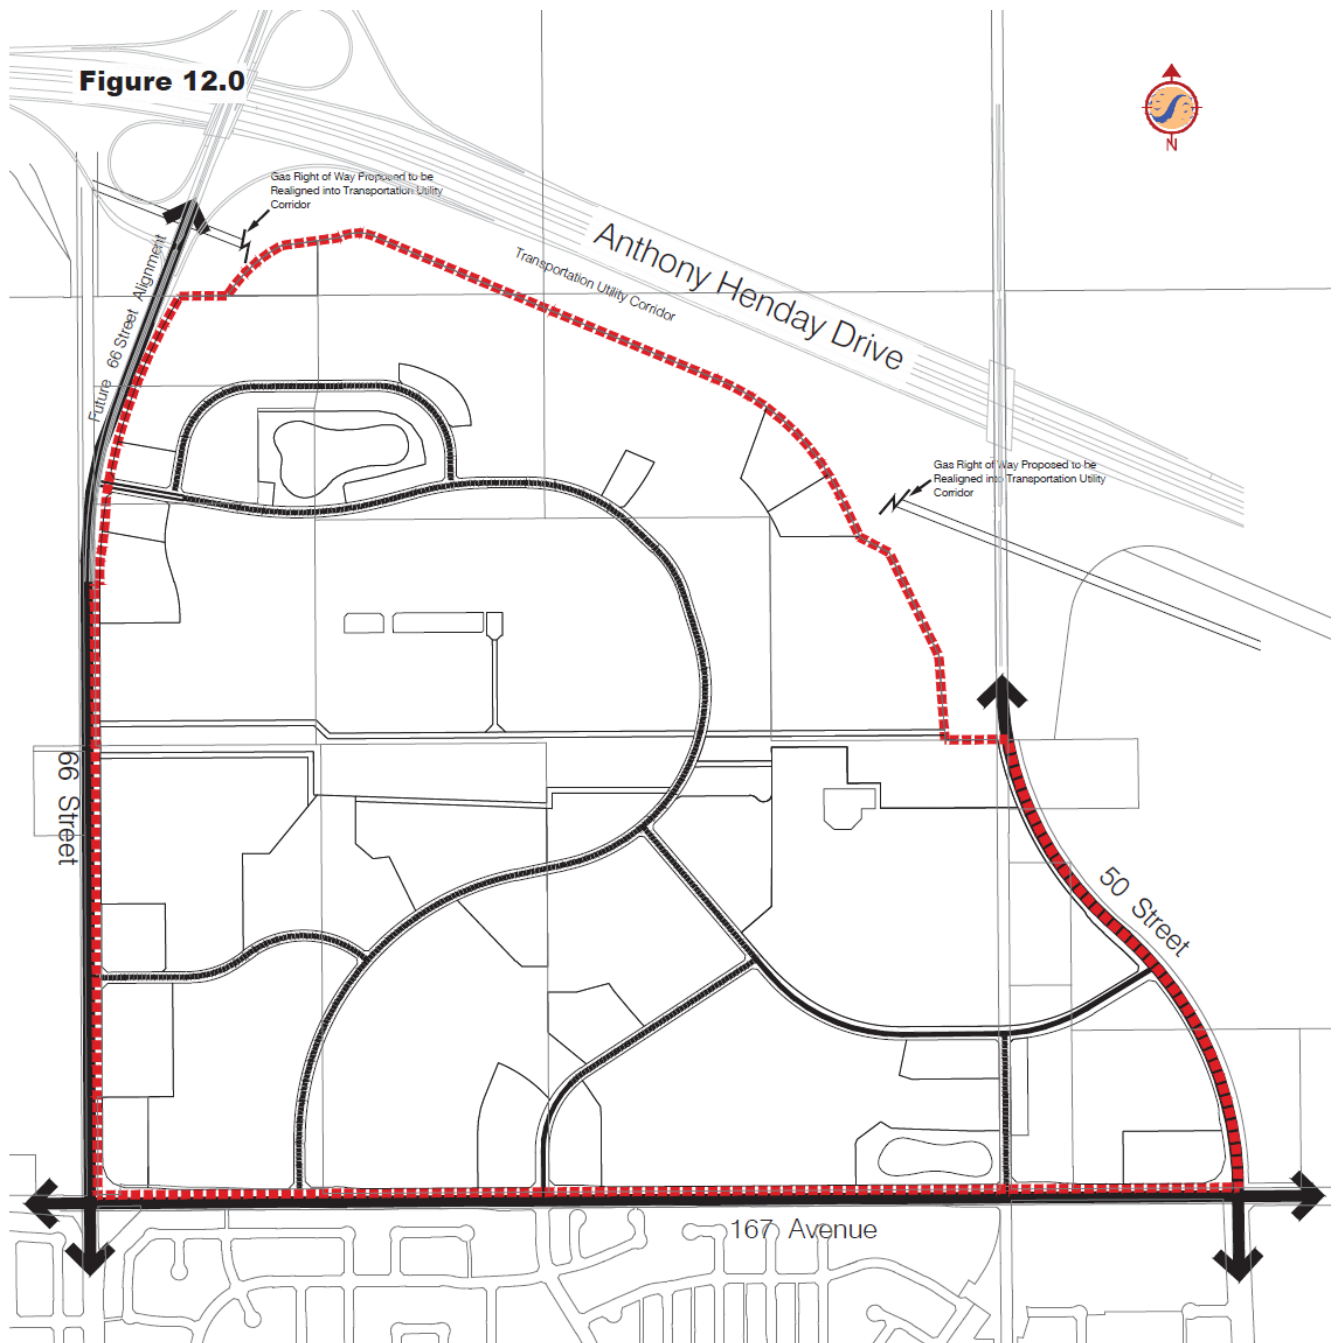 Figure 12.0
N
Gas Right of Way Proposed to be
Realigned into Transportation Utility
Corridor
Anthony Henday Drive
Transportation Utility Corridor
Future 66 Street Alignment
Gas Right of Way Proposed to be
Realigned into Transportation Utility
Corridor
66 Street
50 Street
167 Avenue